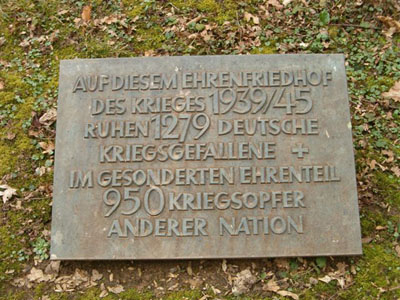 AUF DIESEM EHRENFRIEDHOF
DES KRIEGES 1939/45
RUHEN 1279 DEUTSCHE
KRIEGSGEFALLENE +
IM GESONDERTEN EHRENTEIL
950 KRIEGSOPFER
ANDERER NATION